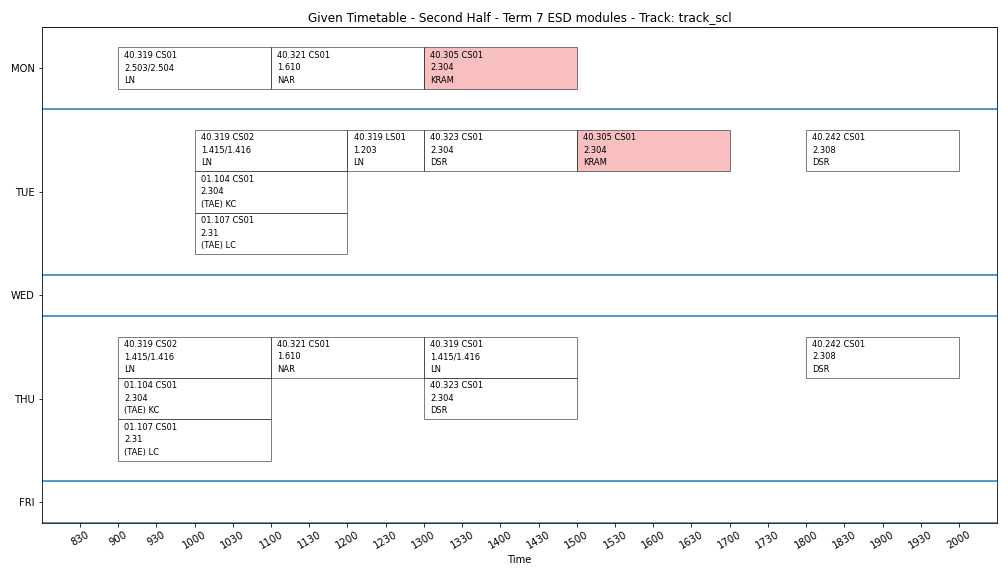 Given Timetable - Second Half - Term 7 ESD modules - Track: track_scl
MON
40.319 CS01
2.503/2.504
LN
40.321 CS01
1.610
NAR
40.305 CS01
2.304
KRAM
TUE
40.319 CS02
1.415/1.416
LN
40.319 LS01
1.203
LN
40.323 CS01
2.304
DSR
40.305 CS01
2.304
KRAM
40.242 CS01
2.308
DSR
01.104 CS01
2.304
(TAE) KC
01.107 CS01
2.31
(TAE) LC
WED
THU
40.319 CS02
1.415/1.416
LN
40.321 CS01
1.610
NAR
40.319 CS01
1.415/1.416
LN
40.242 CS01
2.308
DSR
01.104 CS01
2.304
(TAE) KC
40.323 CS01
2.304
DSR
01.107 CS01
2.31
(TAE) LC
FRI
830 900 930 1000 1030 1100 1130 1200 1230 1300 1330 1400 1430 1500 1600 1630 1700 1730 1800 1830 1900 1930 2000
Time